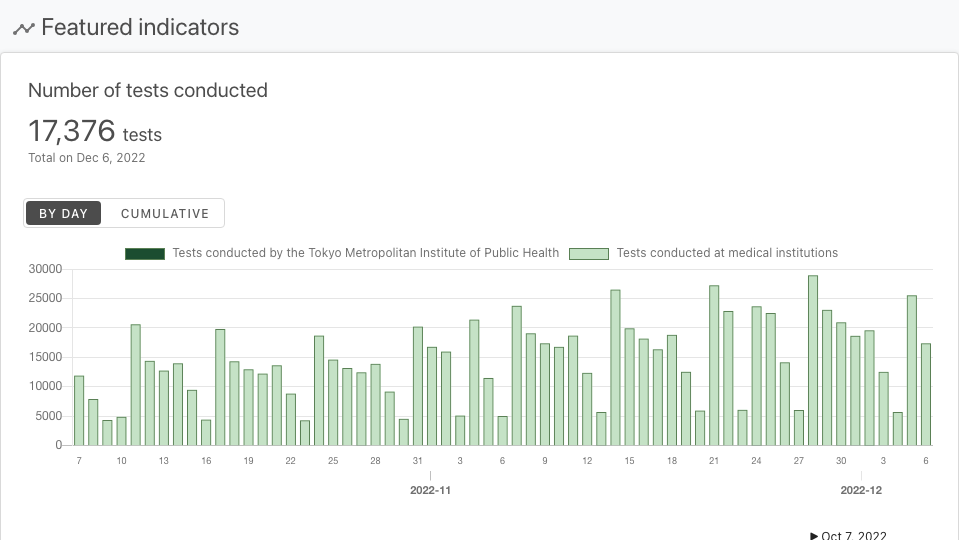 Featured indicators
Number of tests conducted
17,376 tests
Total on Dec 6, 2022
BY DAY CUMULATIVE
Tests conducted by the Tokyo Metropolitan Institute of Public Health Tests conducted at medical institutions
30000
25000
20000
15000
10000
5000
0
7 10 13 16 19 22 25 28 31 3 6 9 12 15 18 21 24 27 30 3 6
2022-11 2022-12
▶ Oct 7, 2022